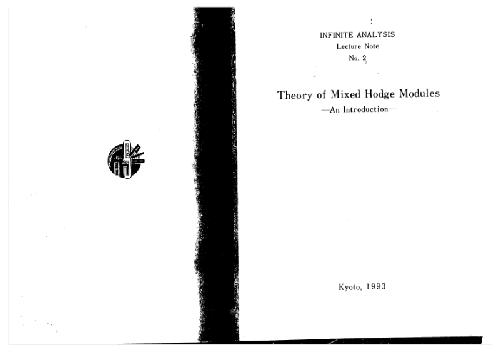 INFINITE ANALYSIS
Lecture Note
No. 2
Theory of Mixed Hodge Modules
—An Introduction—
Kyoto, 1993